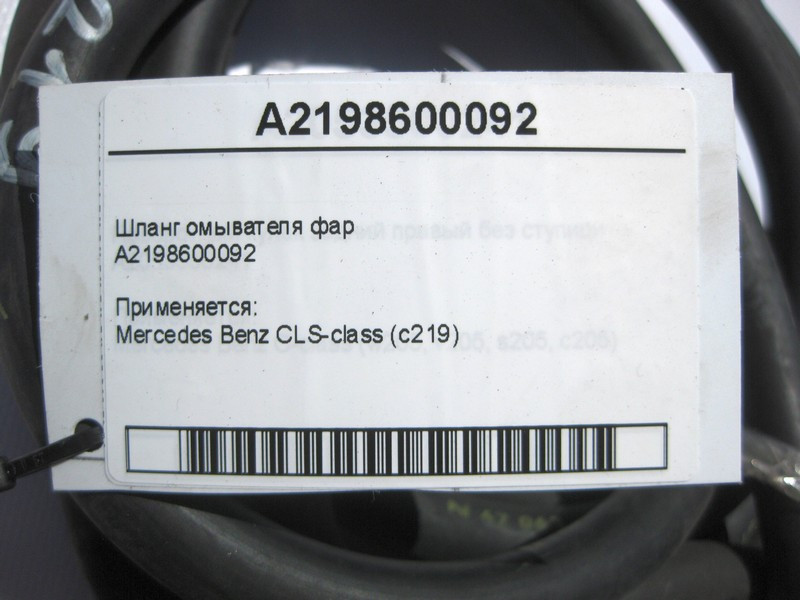 A2198600092
Шланг омывателя фар
A2198600092
Применяется:
Mercedes Benz CLS-class (c219)